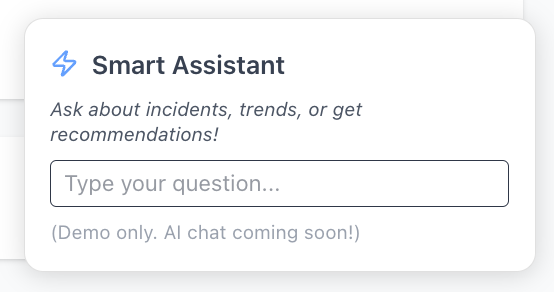 Smart Assistant
Ask about incidents, trends, or get
recommendations!
Type your question...
(Demo only. AI chat coming soon!)